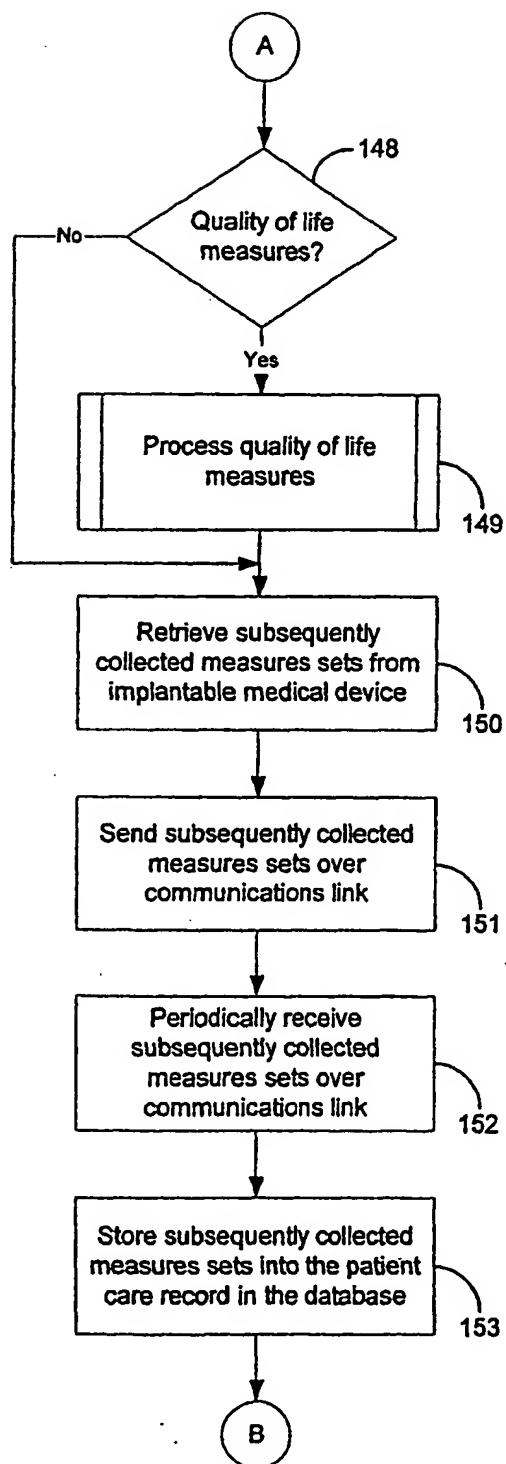 A
148
Quality of life
measures?
No
Yes
Process quality of life
measures
149
Retrieve subsequently
collected measures sets from
implantable medical device
150
Send subsequently collected
measures sets over
communications link
151
Periodically receive
subsequently collected
measures sets over
communications link
152
Store subsequently collected
measures sets into the patient
care record in the database
153
B